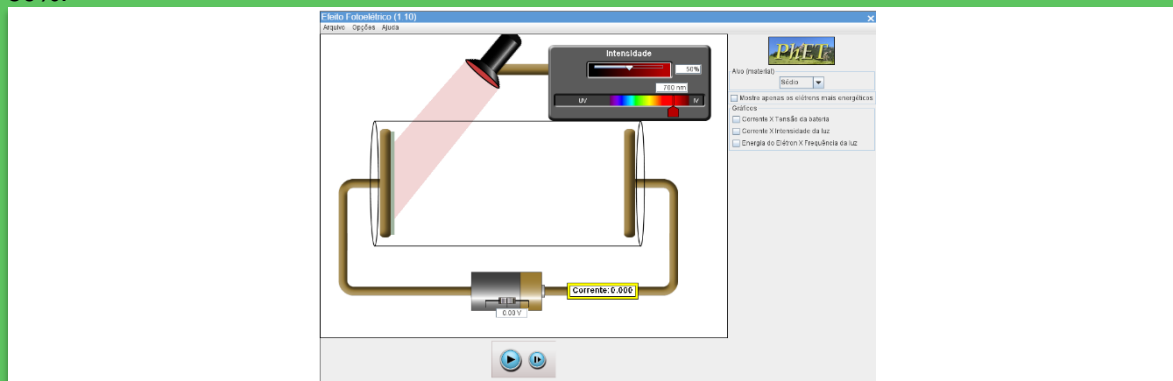 Efeito Fotoelétrico (1.10)
Arquivo Opções Ajuda
Intensidade
50%
780 nm
UV
IV
PhET
Alvo (material)
Sódio
Mostra apenas os elétrons mais energéticos
Gráficos
Corrente X Tensão da bateria
Corrente X Intensidade da luz
Energia do Elétron X Frequência da luz
Corrente: 0.000
0.00 V